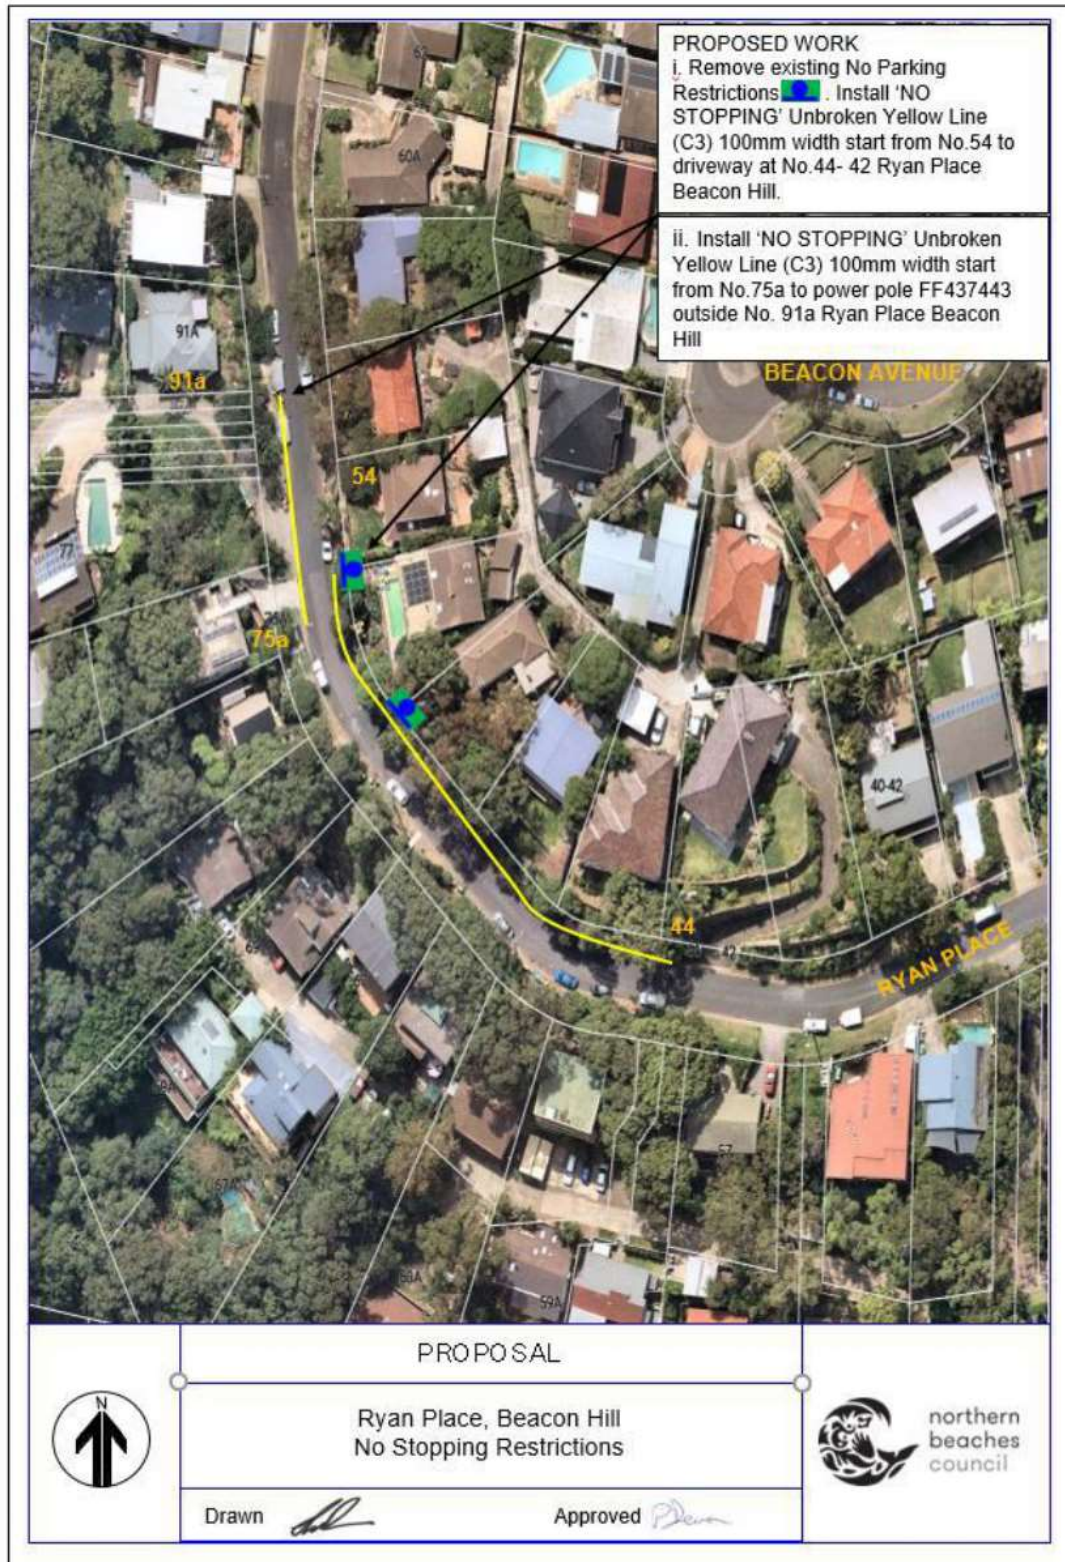 PROPOSED WORK
i. Remove existing No Parking
Restrictions . Install 'NO
STOPPING' Unbroken Yellow Line
(C3) 100mm width start from No.54 to
driveway at No.44- 42 Ryan Place
Beacon Hill.
ii. Install 'NO STOPPING' Unbroken
Yellow Line (C3) 100mm width start
from No.75a to power pole FF437443
outside No. 91a Ryan Place Beacon
Hill
60A
91A
91a
BEACON AVENUE
54
77
75a
40-42
44
RYAN PLACE
57
59A
PROPOSAL
N
Ryan Place, Beacon Hill
No Stopping Restrictions
northern
beaches
council
Drawn
Approved